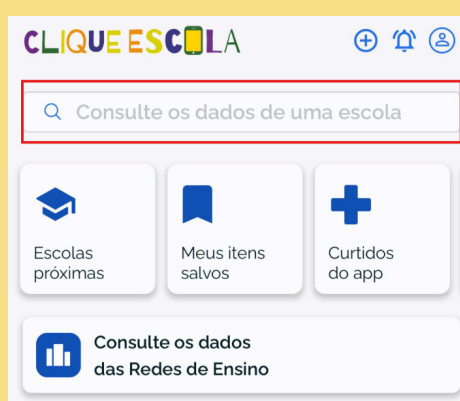 CLIQUE ESCOLA
Consulte os dados de uma escola
Escolas
próximas
Meus itens
salvos
Curtidos
do app
Consulte os dados
das Redes de Ensino